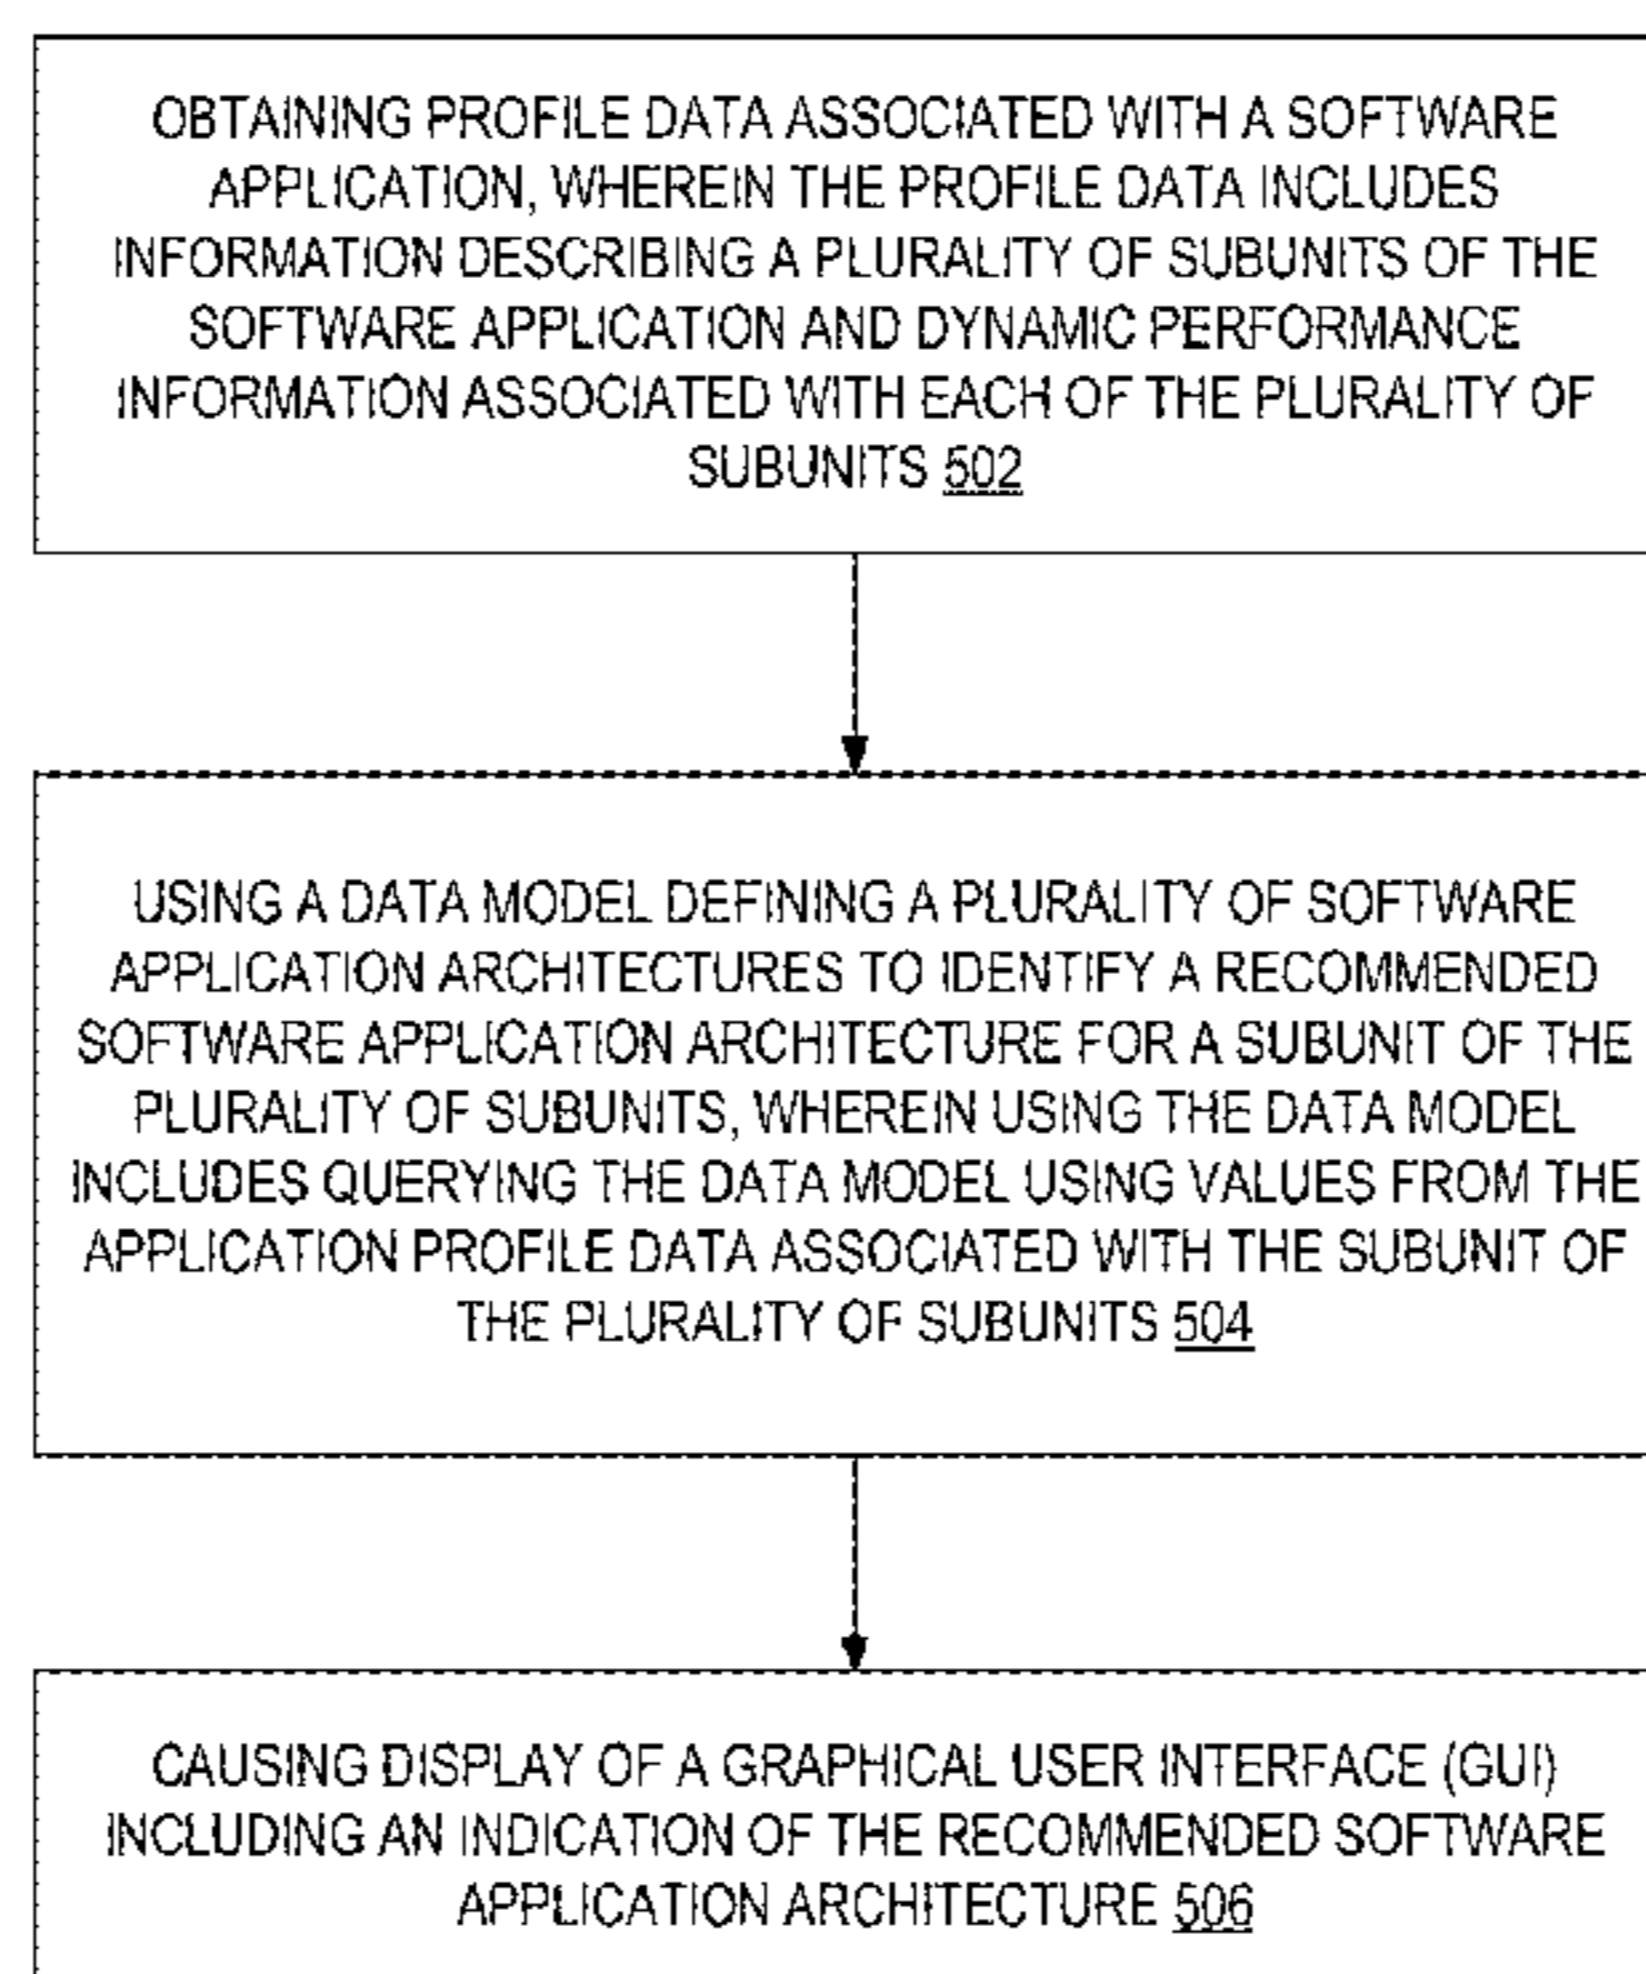 OBTAINING PROFILE DATA ASSOCIATED WITH A SOFTWARE
APPLICATION, WHEREIN THE PROFILE DATA INCLUDES
INFORMATION DESCRIBING A PLURALITY OF SUBUNITS OF THE
SOFTWARE APPLICATION AND DYNAMIC PERFORMANCE
INFORMATION ASSOCIATED WITH EACH OF THE PLURALITY OF
SUBUNITS 502
USING A DATA MODEL DEFINING A PLURALITY OF SOFTWARE
APPLICATION ARCHITECTURES TO IDENTIFY A RECOMMENDED
SOFTWARE APPLICATION ARCHITECTURE FOR A SUBUNIT OF THE
PLURALITY OF SUBUNITS, WHEREIN USING THE DATA MODEL
INCLUDES QUERYING THE DATA MODEL USING VALUES FROM THE
APPLICATION PROFILE DATA ASSOCIATED WITH THE SUBUNIT OF
THE PLURALITY OF SUBUNITS 504
CAUSING DISPLAY OF A GRAPHICAL USER INTERFACE (GUI)
INCLUDING AN INDICATION OF THE RECOMMENDED SOFTWARE
APPLICATION ARCHITECTURE 506